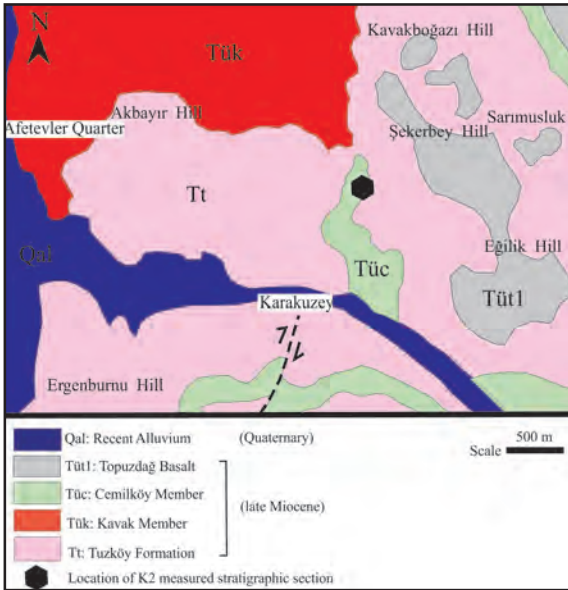 N
Kavakboğazı Hill
Tük
Akbayır Hill
Sarımusluk
Afetevler Quarter
Şekerbey Hill
Tt
Qal
Eğilik Hill
Tüc
Tüt1
Karakuzey
Ergenburnu Hill
Qal: Recent Alluvium (Quaternary)
500 m
Scale
Tüt1: Topuzdağ Basalt
Tüc: Cemilköy Member
(late Miocene)
Tük: Kavak Member
Tt: Tuzköy Formation
Location of K2 measured stratigraphic section